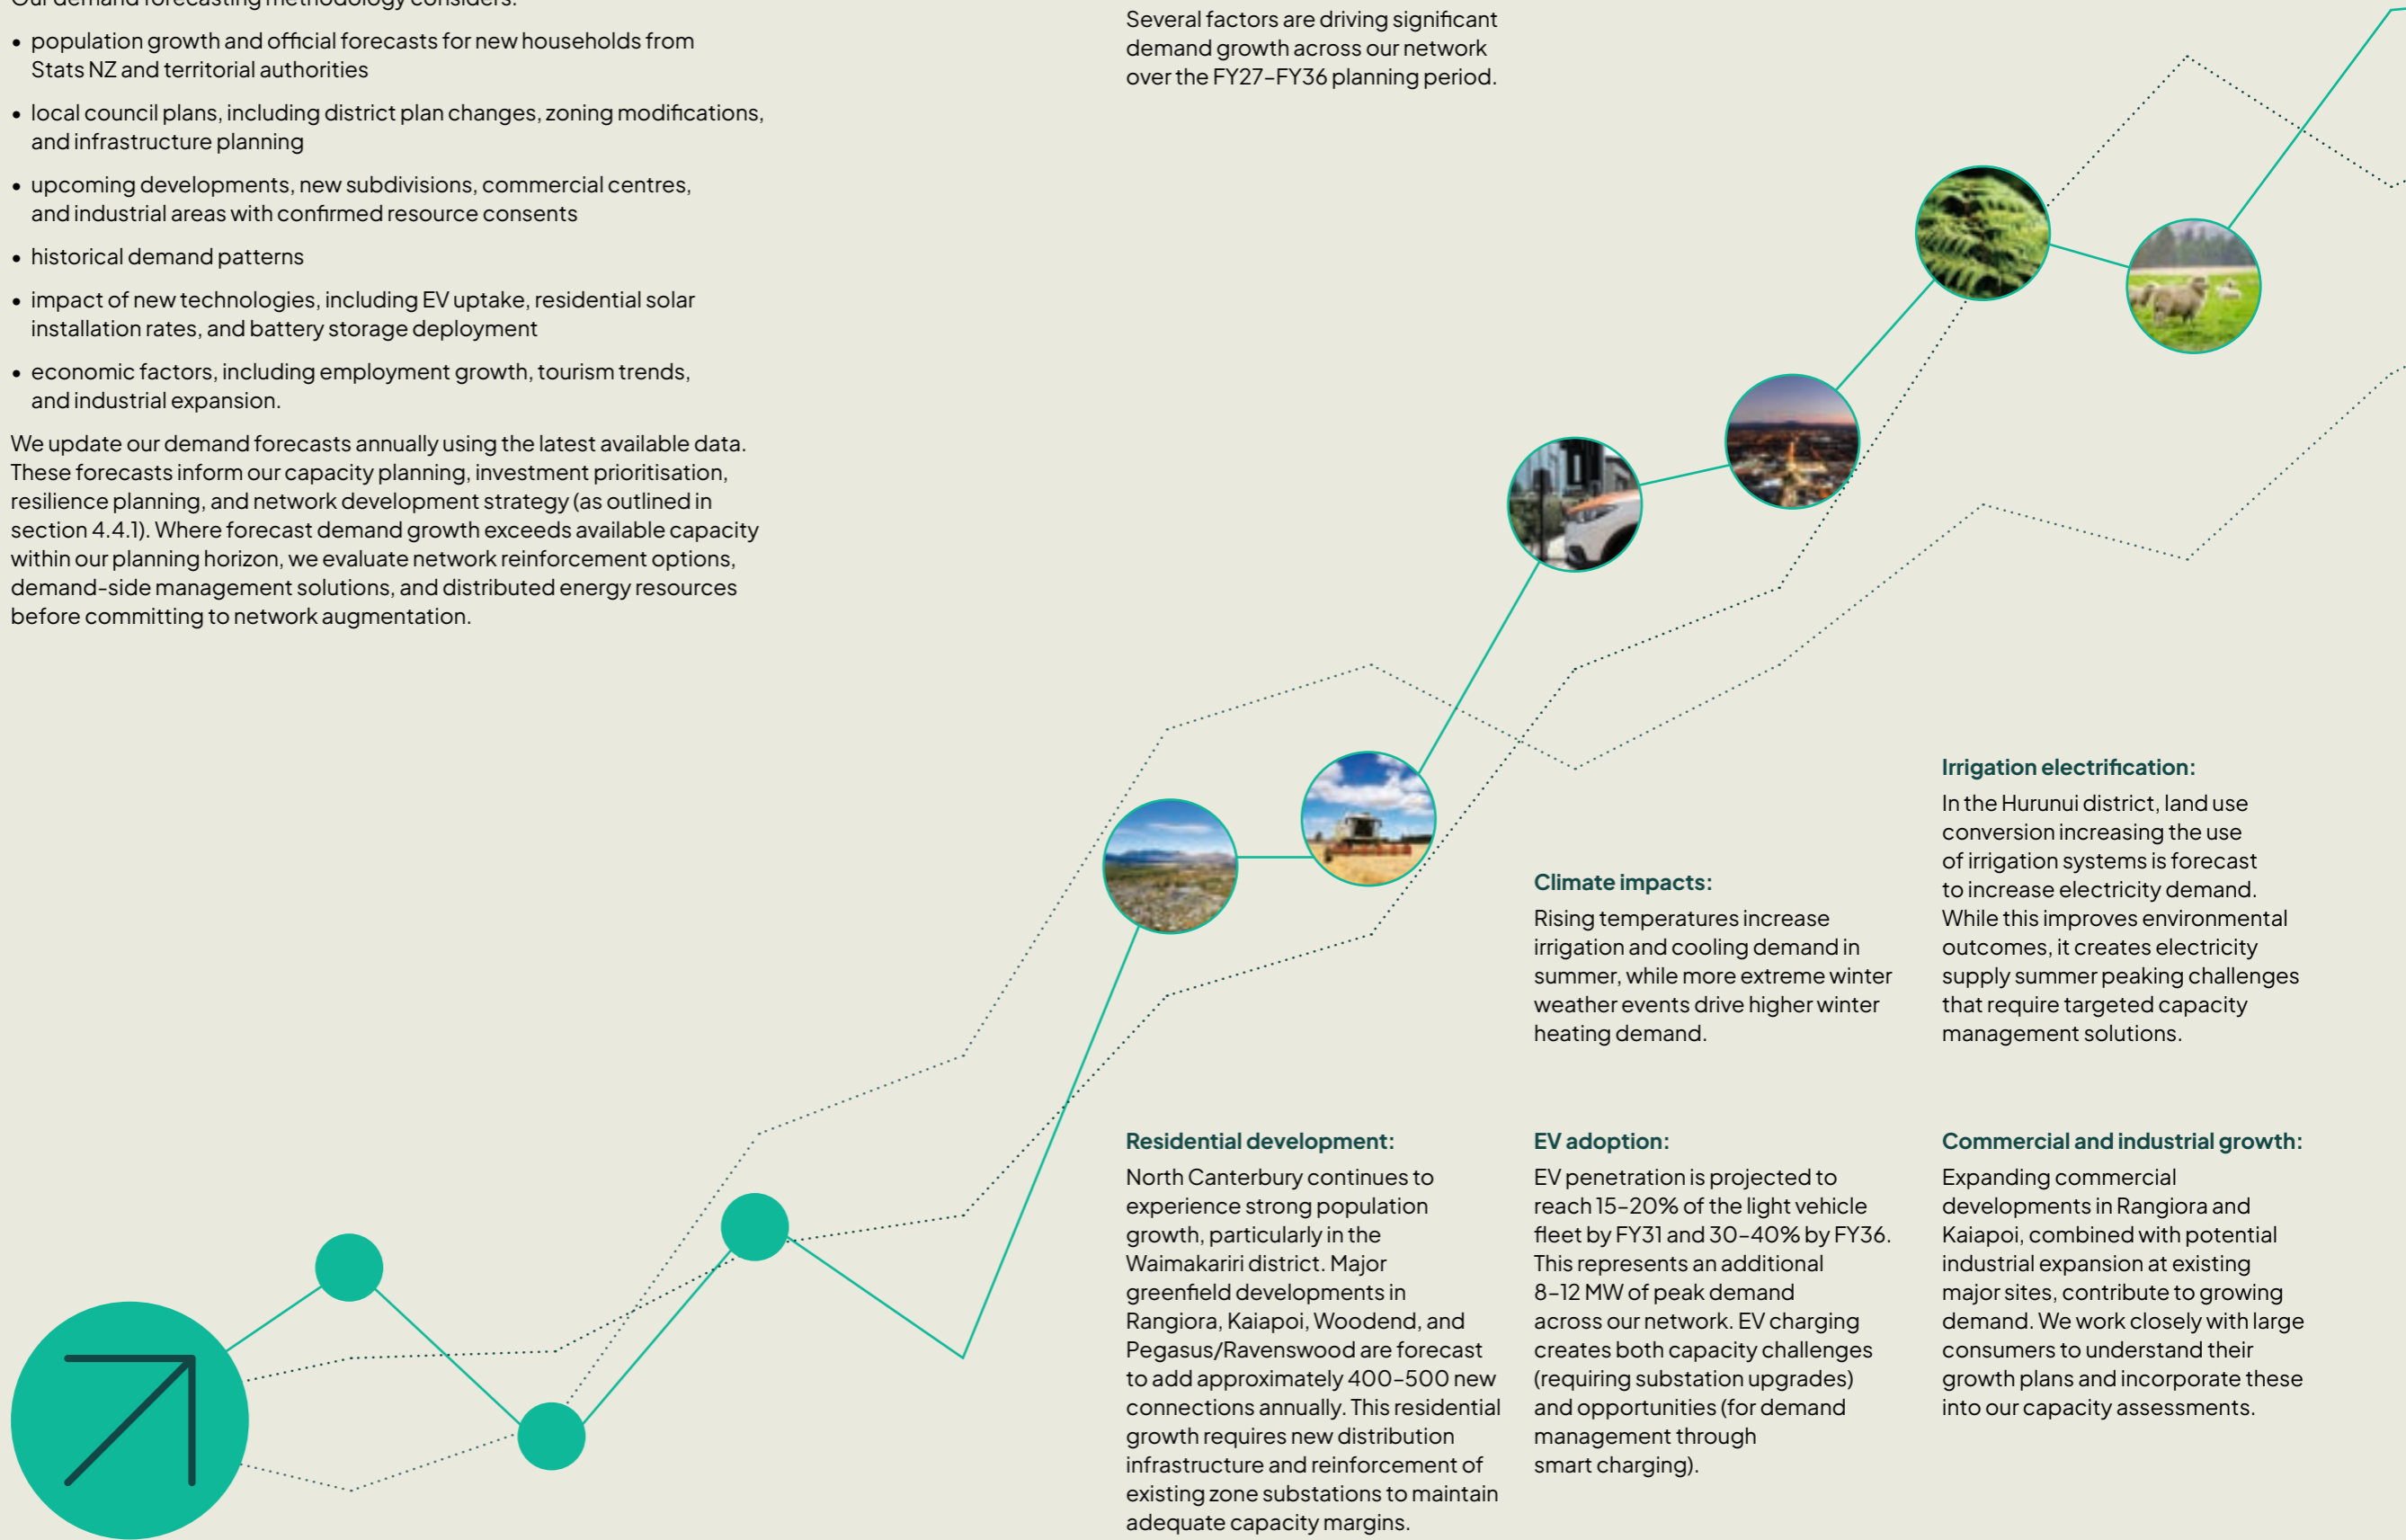 Our demand forecasting methodology considers:
• population growth and official forecasts for new households from
Stats NZ and territorial authorities
• local council plans, including district plan changes, zoning modifications,
and infrastructure planning
• upcoming developments, new subdivisions, commercial centres,
and industrial areas with confirmed resource consents
• historical demand patterns
• impact of new technologies, including EV uptake, residential solar
installation rates, and battery storage deployment
• economic factors, including employment growth, tourism trends,
and industrial expansion.
We update our demand forecasts annually using the latest available data.
These forecasts inform our capacity planning, investment prioritisation,
resilience planning, and network development strategy (as outlined in
section 4.4.1). Where forecast demand growth exceeds available capacity
within our planning horizon, we evaluate network reinforcement options,
demand-side management solutions, and distributed energy resources
before committing to network augmentation.
Several factors are driving significant
demand growth across our network
over the FY27–FY36 planning period.
Residential development:
North Canterbury continues to
experience strong population
growth, particularly in the
Waimakariri district. Major
greenfield developments in
Rangiora, Kaiapoi, Woodend, and
Pegasus/Ravenswood are forecast
to add approximately 400–500 new
connections annually. This residential
growth requires new distribution
infrastructure and reinforcement of
existing zone substations to maintain
adequate capacity margins.
Climate impacts:
Rising temperatures increase
irrigation and cooling demand in
summer, while more extreme winter
weather events drive higher winter
heating demand.
EV adoption:
EV penetration is projected to
reach 15–20% of the light vehicle
fleet by FY31 and 30–40% by FY36.
This represents an additional
8–12 MW of peak demand
across our network. EV charging
creates both capacity challenges
(requiring substation upgrades)
and opportunities (for demand
management through
smart charging).
Irrigation electrification:
In the Hurunui district, land use
conversion increasing the use
of irrigation systems is forecast
to increase electricity demand.
While this improves environmental
outcomes, it creates electricity
supply summer peaking challenges
that require targeted capacity
management solutions.
Commercial and industrial growth:
Expanding commercial
developments in Rangiora and
Kaiapoi, combined with potential
industrial expansion at existing
major sites, contribute to growing
demand. We work closely with large
consumers to understand their
growth plans and incorporate these
into our capacity assessments.